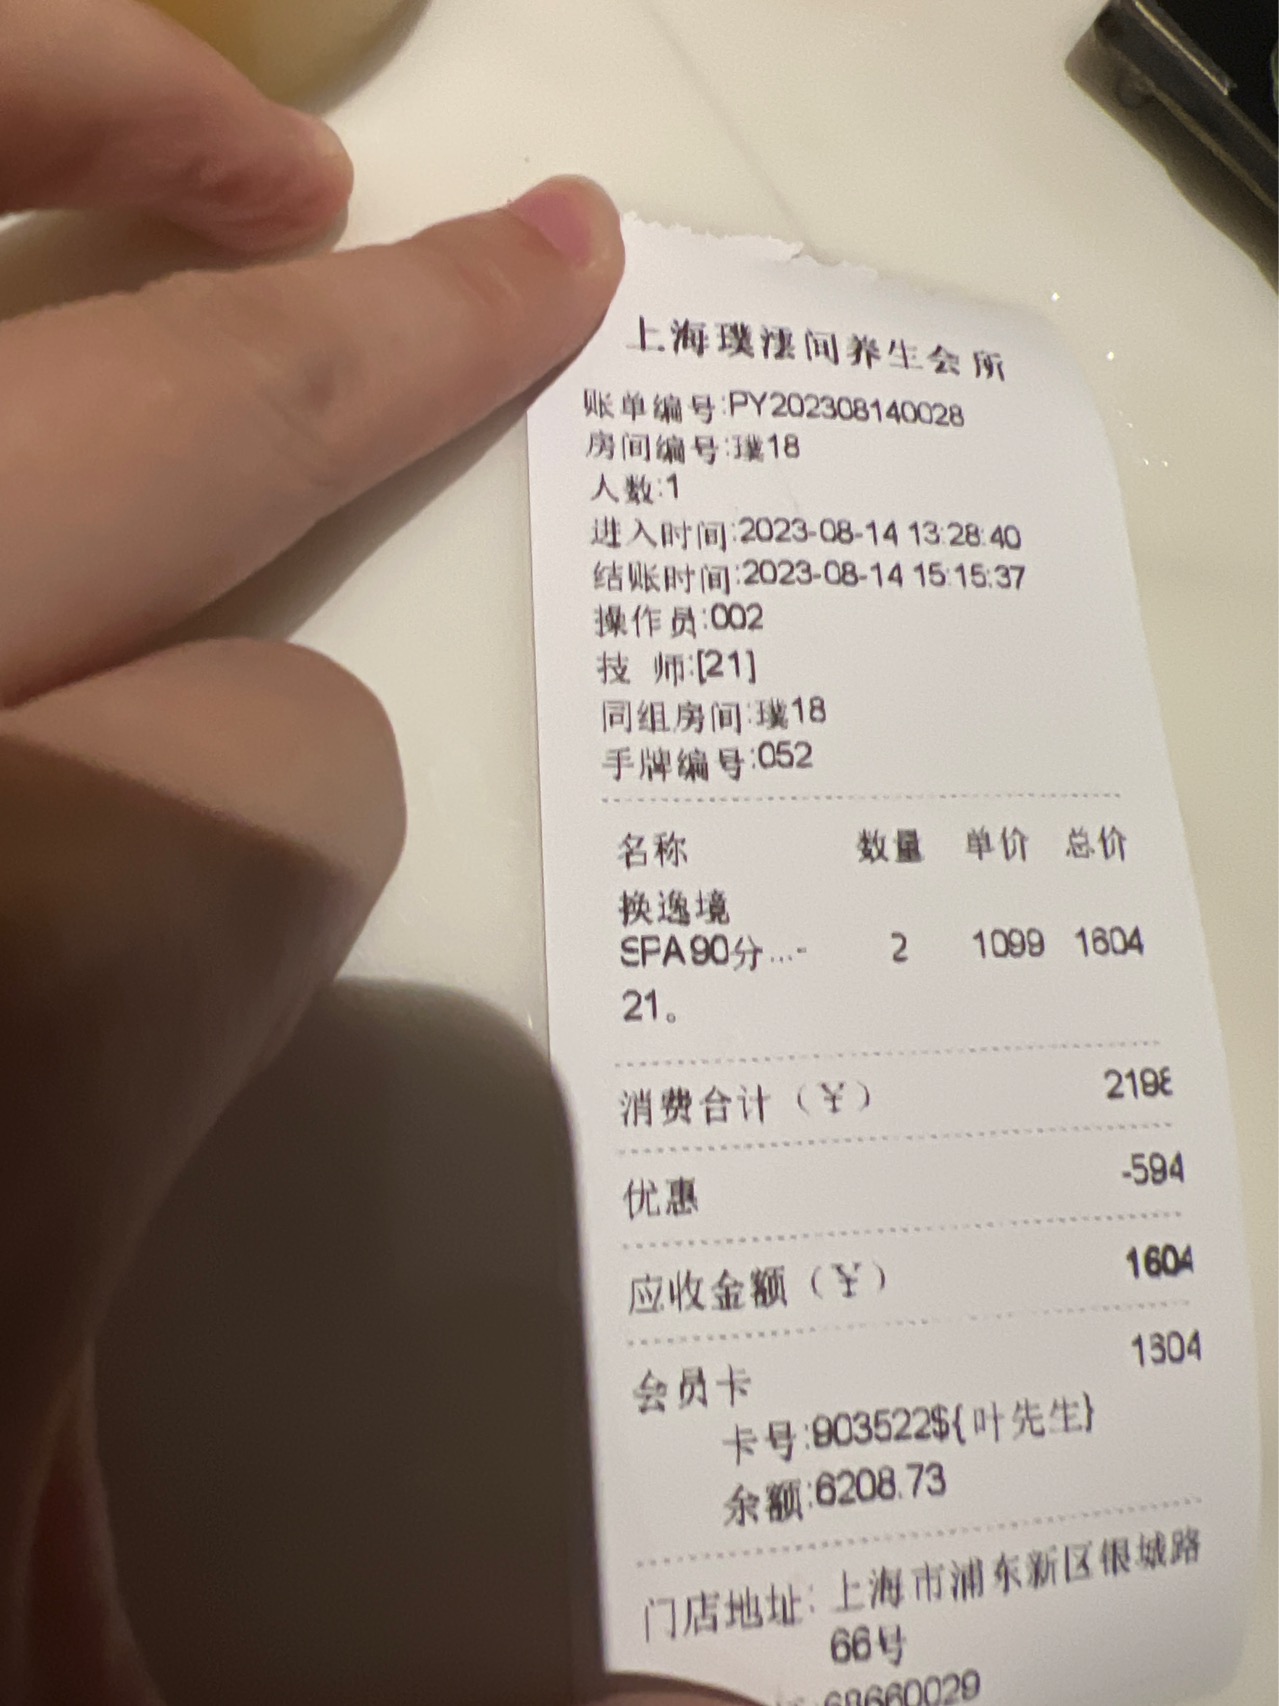 上海璞淒间养生会所
账单编号:PY202308140028
房间编号:璞18
人数:1
进入时间:2023-08-14 13:28:40
结账时间:2023-08-14 15:15:37
操作员:002
技 师:[21]
同组房间:璞18
手牌编号:052
名称 数量 单价 总价
换逸境
SPA90分...- 2 1099 1604
21。
消费合计（¥） 2198
优惠 -594
应收金额（¥） 1604
会员卡 1604
卡号:903522${叶先生}
余额:6208.73
门店地址: 上海市浦东新区银城路
66号
68660029